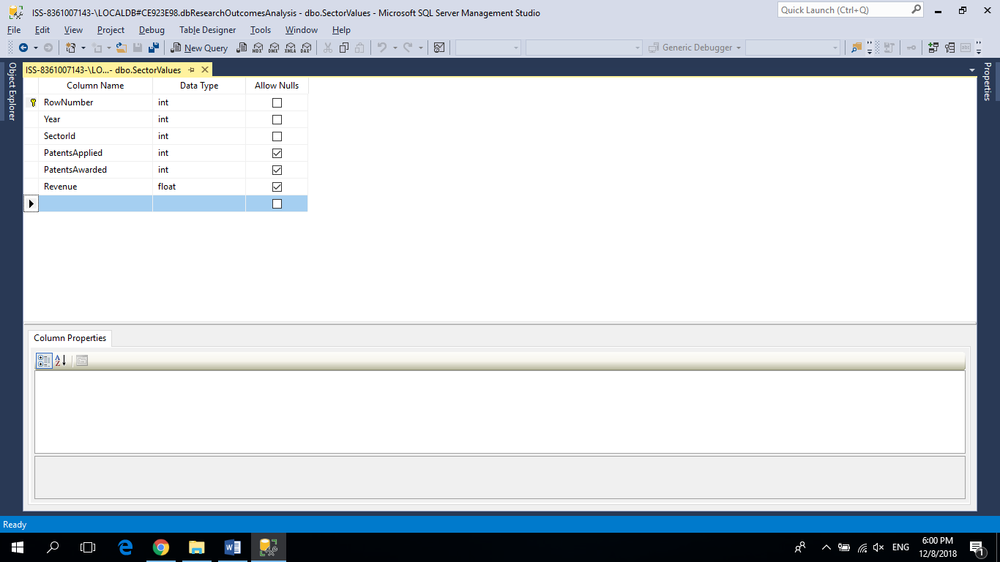 ISS-8361007143-\LOCALDB#CE923E98.dbResearchOutcomesAnalysis - dbo.SectorValues - Microsoft SQL Server Management Studio
Quick Launch (Ctrl+Q)
File Edit View Project Debug Table Designer Tools Window Help
New Query MDX DMX XMLA DAX Generic Debugger
Object Explorer
ISS-8361007143-\LO...- dbo.SectorValues
Properties
Column Name Data Type Allow Nulls
RowNumber int
Year int
SectorId int
PatentsApplied int
PatentsAwarded int
Revenue float
Column Properties
A
Z
Ready
ENG
6:00 PM
12/8/2018
1